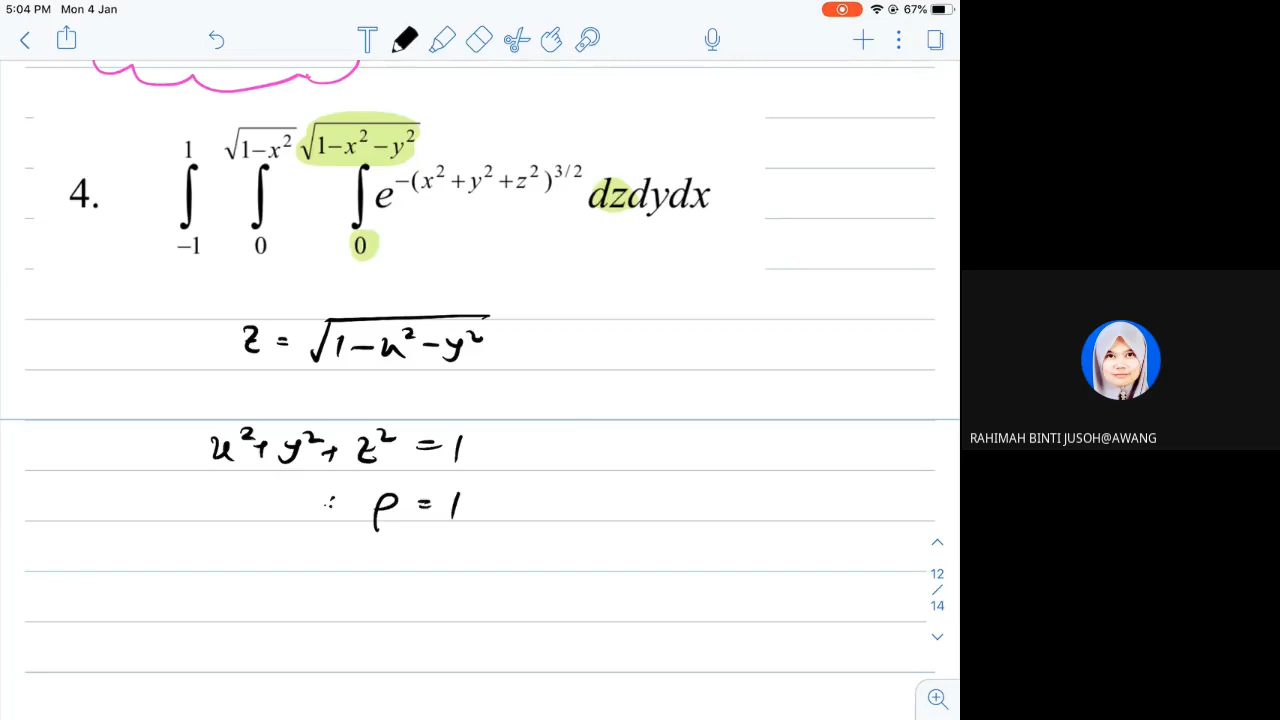 5:04 PM Mon 4 Jan
67%
4. ∫_{-1}^{1} ∫_{0}^{√(1−x²)} ∫_{0}^{√(1−x²−y²)} e^{−(x²+y²+z²)^{3/2}} dzdydx
z = √(1−x²−y²)
x² + y² + z² = 1
∴ ρ = 1
12
/
14
RAHIMAH BINTI JUSOH@AWANG